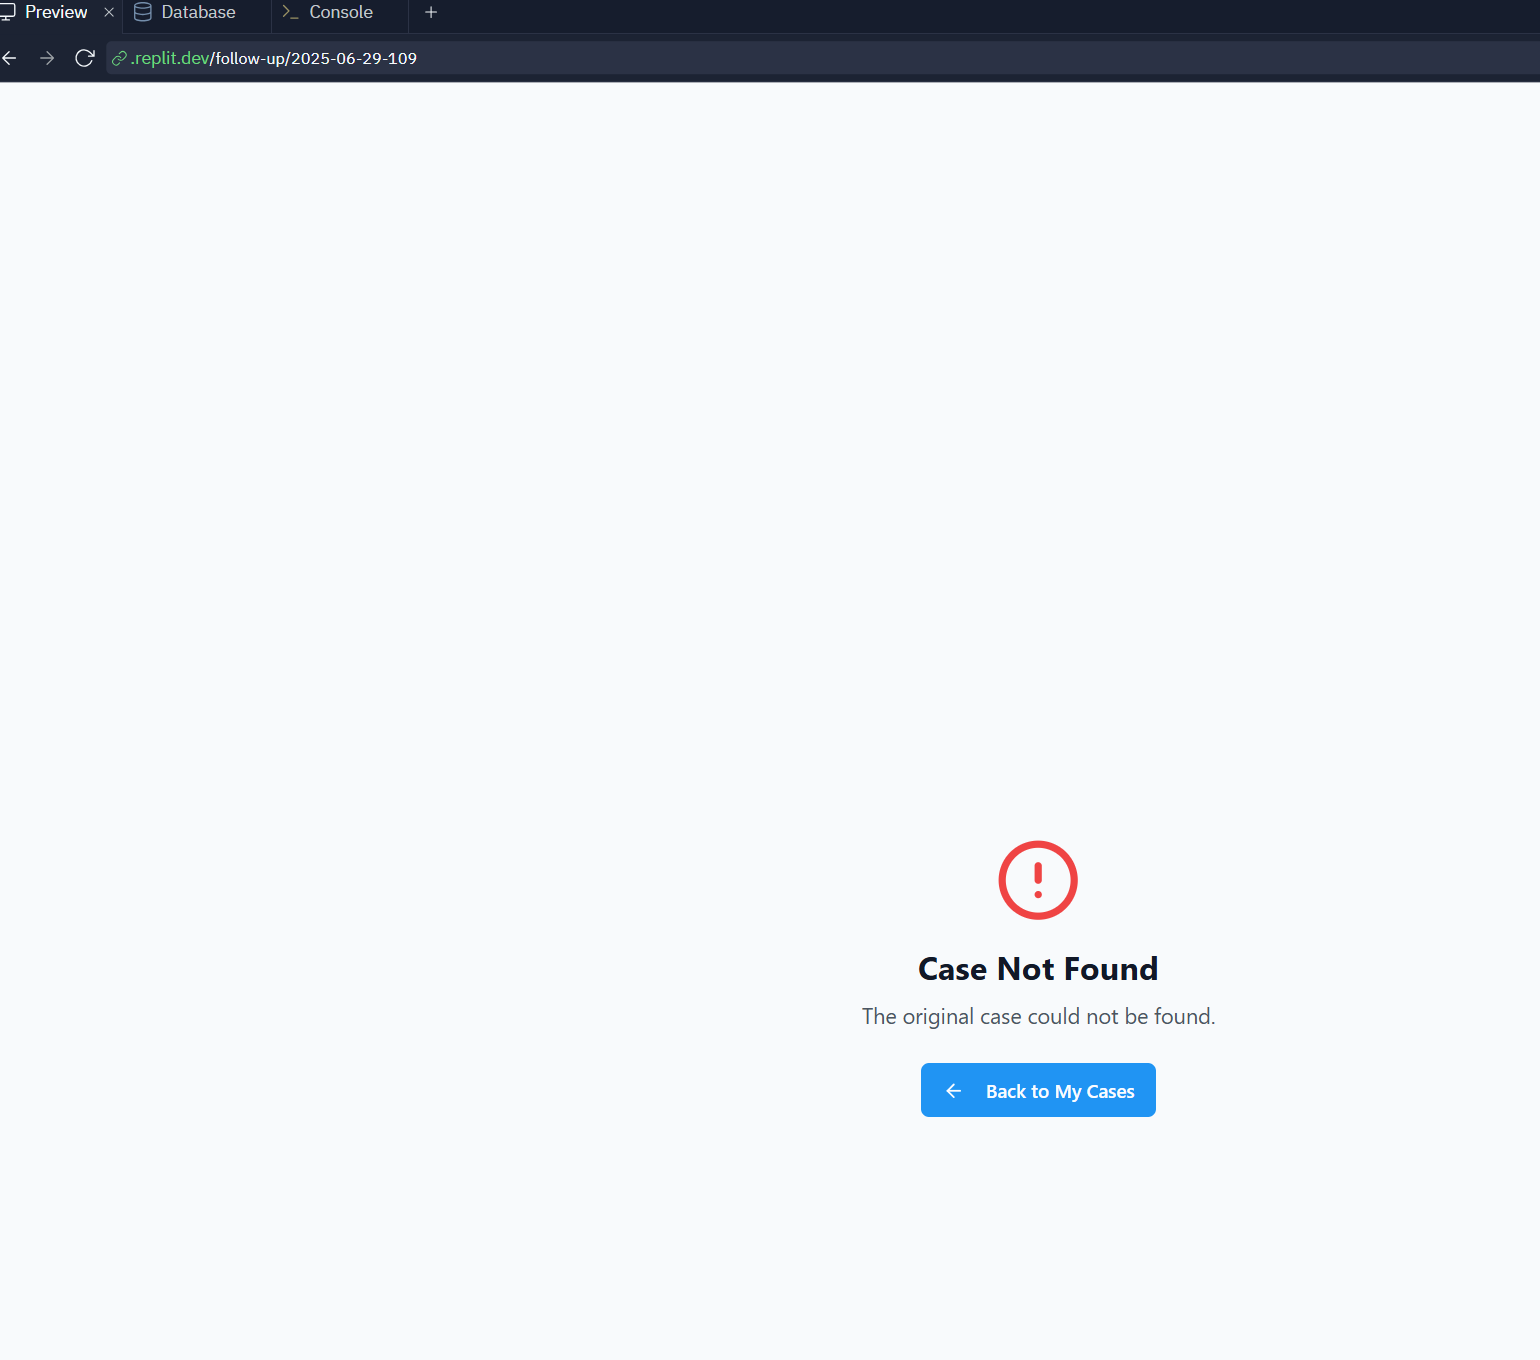 Preview Database Console
.replit.dev/follow-up/2025-06-29-109
Case Not Found
The original case could not be found.
Back to My Cases